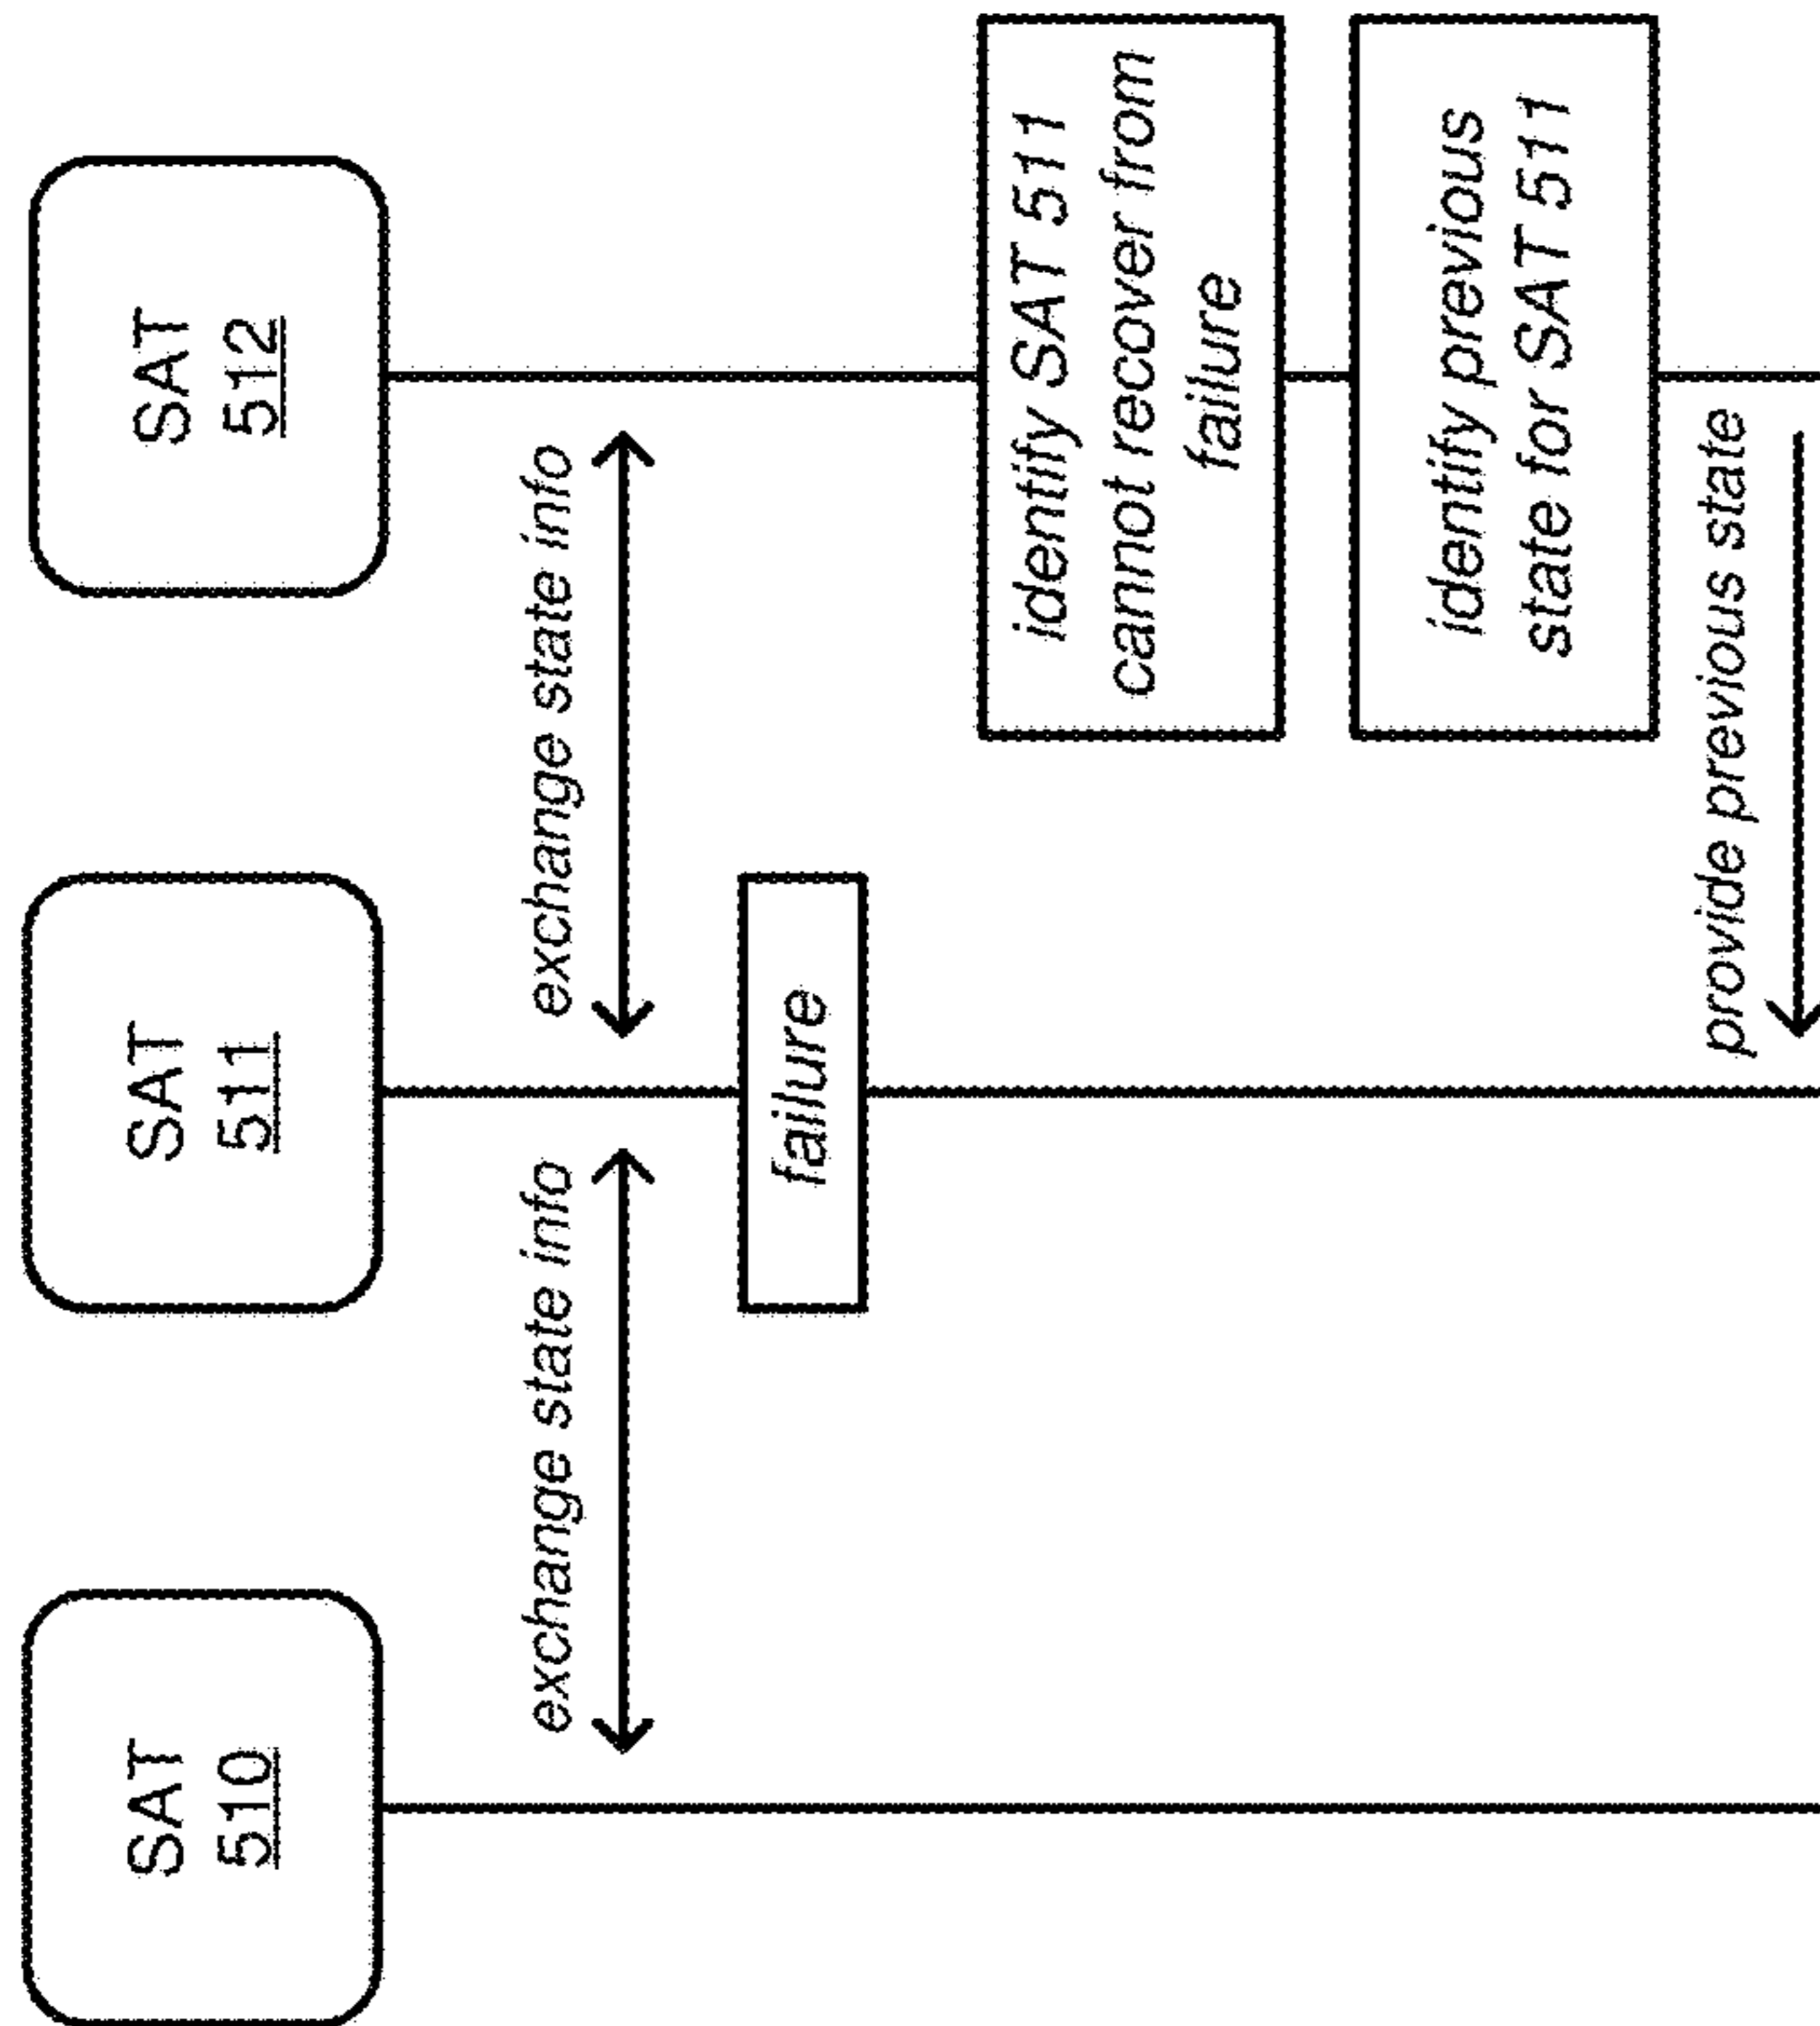 SAT
510
SAT
511
SAT
512
exchange state info
exchange state info
failure
identify SAT 511
cannot recover from
failure
identify previous
state for SAT 511
provide previous state